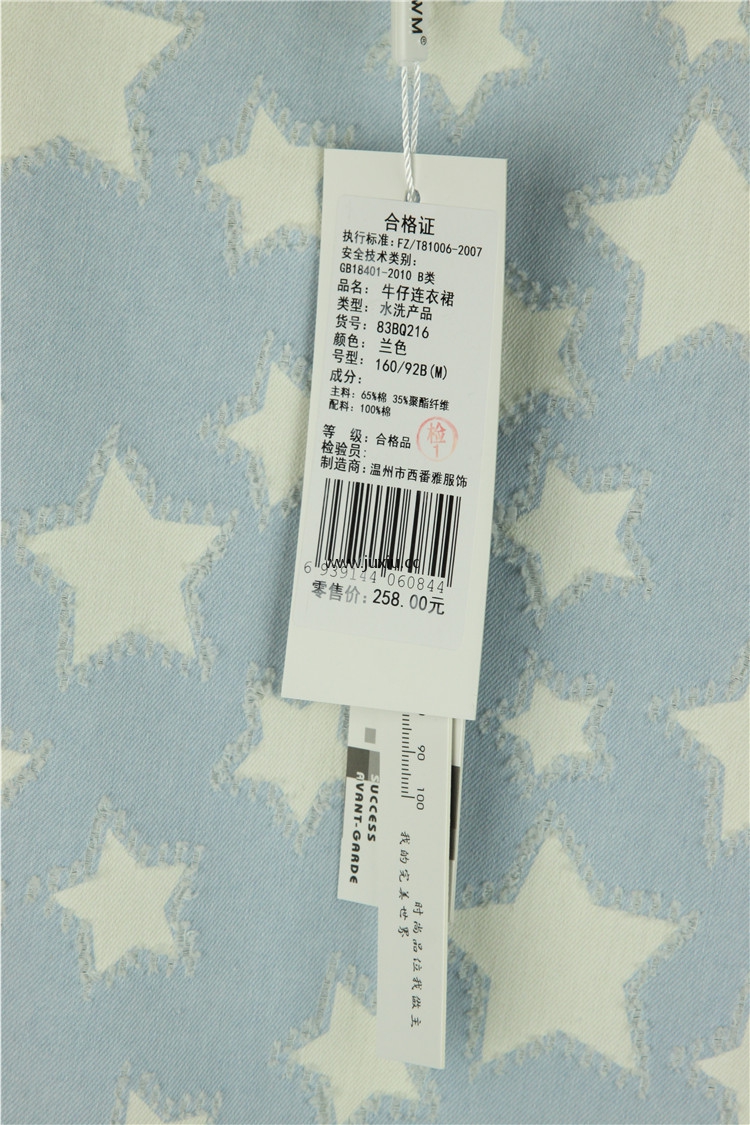 WM®
合格证
执行标准:FZ/T81006-2007
安全技术类别:
GB18401-2010 B类
品名: 牛仔连衣裙
类型: 水洗产品
货号: 83BQ216
颜色: 兰色
号型: 160/92B(M)
成分:
主料: 65%棉 35%聚酯纤维
配料: 100%棉
等 级: 合格品
检验员:
检
1
制造商: 温州市西番雅服饰
www.juxiu.cc
6 939144 060844
零售价: 258.00元
90
100
SUCCESS
AVANT-GARDE
我的完美世界
时尚品位我做主